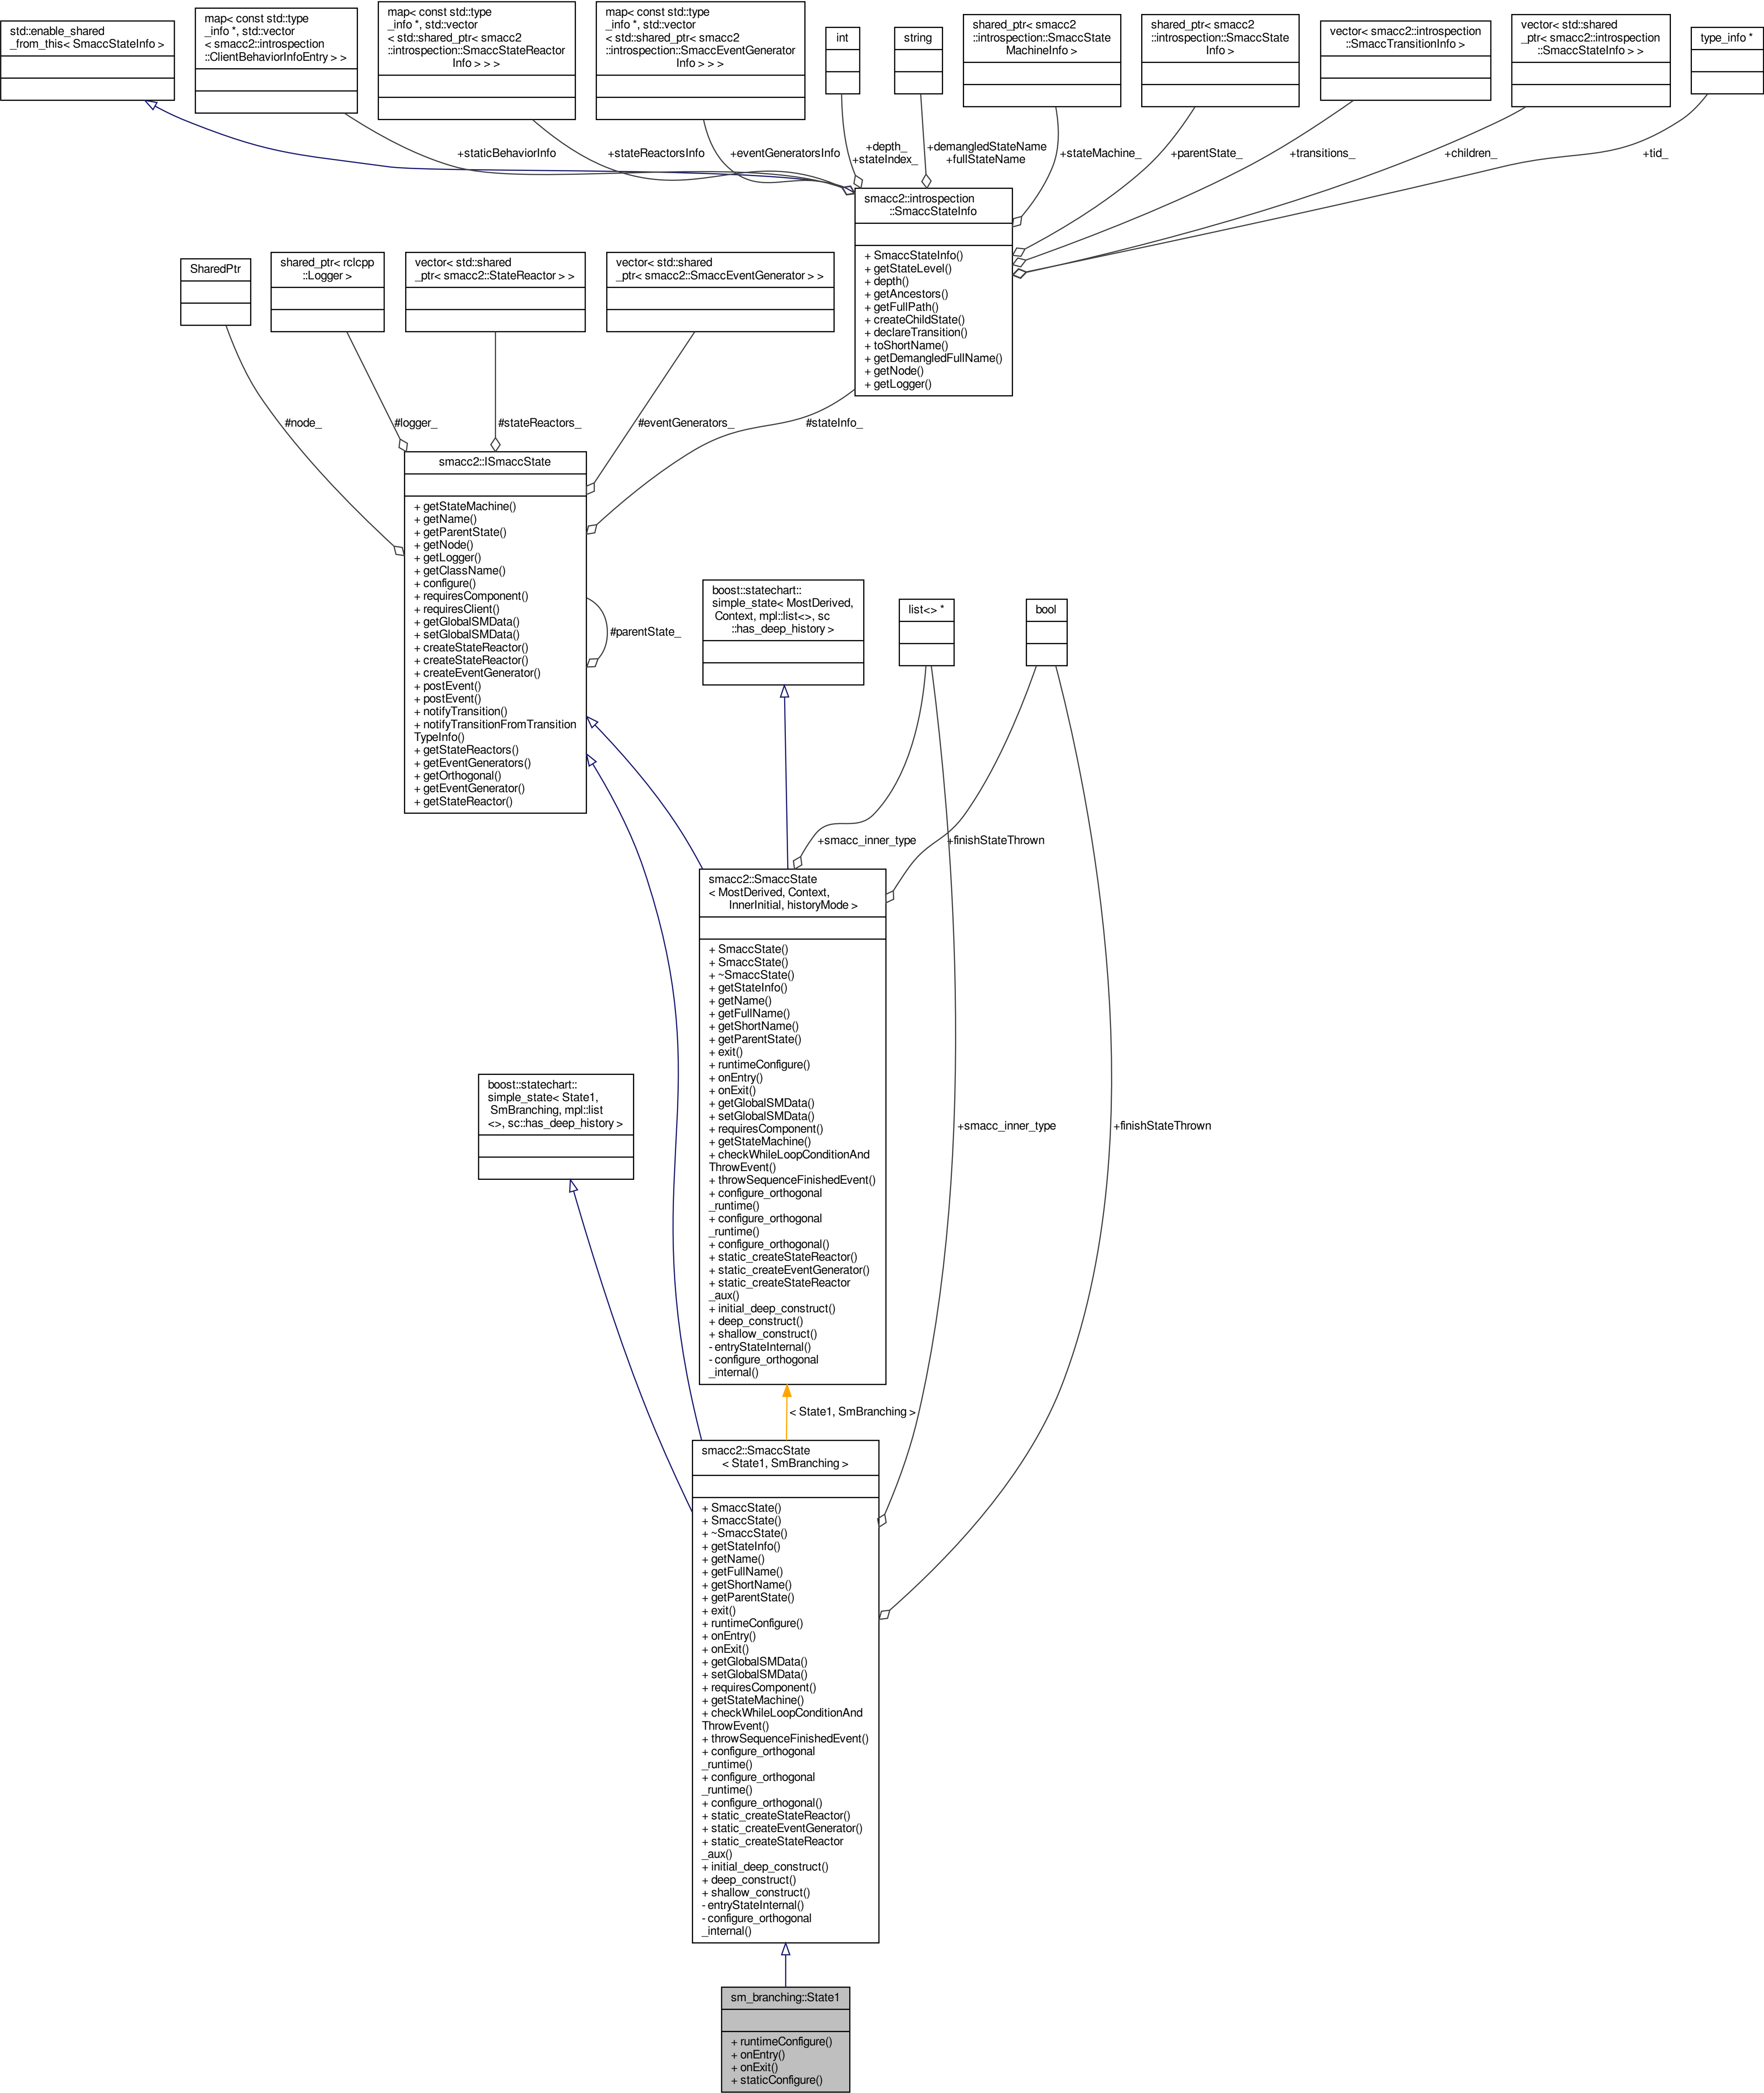 std::enable_shared
_from_this< SmaccStateInfo >
map< const std::type
_info *, std::vector
< smacc2::introspection
::ClientBehaviorInfoEntry > >
map< const std::type
_info *, std::vector
< std::shared_ptr< smacc2
::introspection::SmaccStateReactor
Info > > >
map< const std::type
_info *, std::vector
< std::shared_ptr< smacc2
::introspection::SmaccEventGenerator
Info > > >
int
string
shared_ptr< smacc2
::introspection::SmaccState
MachineInfo >
shared_ptr< smacc2
::introspection::SmaccState
Info >
vector< smacc2::introspection
::SmaccTransitionInfo >
vector< std::shared
_ptr< smacc2::introspection
::SmaccStateInfo > >
type_info *
+staticBehaviorInfo
+stateReactorsInfo
+eventGeneratorsInfo
+depth_
+stateIndex_
+demangledStateName
+fullStateName
+stateMachine_
+parentState_
+transitions_
+children_
+tid_
smacc2::introspection
::SmaccStateInfo
+ SmaccStateInfo()
+ getStateLevel()
+ depth()
+ getAncestors()
+ getFullPath()
+ createChildState()
+ declareTransition()
+ toShortName()
+ getDemangledFullName()
+ getNode()
+ getLogger()
SharedPtr
shared_ptr< rclcpp
::Logger >
vector< std::shared
_ptr< smacc2::StateReactor > >
vector< std::shared
_ptr< smacc2::SmaccEventGenerator > >
#node_
#logger_
#stateReactors_
#eventGenerators_
#stateInfo_
smacc2::ISmaccState
+ getStateMachine()
+ getName()
+ getParentState()
+ getNode()
+ getLogger()
+ getClassName()
+ configure()
+ requiresComponent()
+ requiresClient()
+ getGlobalSMData()
+ setGlobalSMData()
+ createStateReactor()
+ createStateReactor()
+ createEventGenerator()
+ postEvent()
+ postEvent()
+ notifyTransition()
+ notifyTransitionFromTransition
TypeInfo()
+ getStateReactors()
+ getEventGenerators()
+ getOrthogonal()
+ getEventGenerator()
+ getStateReactor()
#parentState_
boost::statechart::
simple_state< MostDerived,
Context, mpl::list<>, sc
::has_deep_history >
list<> *
bool
+smacc_inner_type
+finishStateThrown
smacc2::SmaccState
< MostDerived, Context,
InnerInitial, historyMode >
+ SmaccState()
+ SmaccState()
+ ~SmaccState()
+ getStateInfo()
+ getName()
+ getFullName()
+ getShortName()
+ getParentState()
+ exit()
+ runtimeConfigure()
+ onEntry()
+ onExit()
+ getGlobalSMData()
+ setGlobalSMData()
+ requiresComponent()
+ getStateMachine()
+ checkWhileLoopConditionAnd
ThrowEvent()
+ throwSequenceFinishedEvent()
+ configure_orthogonal
_runtime()
+ configure_orthogonal
_runtime()
+ configure_orthogonal()
+ static_createStateReactor()
+ static_createEventGenerator()
+ static_createStateReactor
_aux()
+ initial_deep_construct()
+ deep_construct()
+ shallow_construct()
- entryStateInternal()
- configure_orthogonal
_internal()
boost::statechart::
simple_state< State1,
SmBranching, mpl::list
<>, sc::has_deep_history >
+smacc_inner_type
+finishStateThrown
< State1, SmBranching >
smacc2::SmaccState
< State1, SmBranching >
+ SmaccState()
+ SmaccState()
+ ~SmaccState()
+ getStateInfo()
+ getName()
+ getFullName()
+ getShortName()
+ getParentState()
+ exit()
+ runtimeConfigure()
+ onEntry()
+ onExit()
+ getGlobalSMData()
+ setGlobalSMData()
+ requiresComponent()
+ getStateMachine()
+ checkWhileLoopConditionAnd
ThrowEvent()
+ throwSequenceFinishedEvent()
+ configure_orthogonal
_runtime()
+ configure_orthogonal
_runtime()
+ configure_orthogonal()
+ static_createStateReactor()
+ static_createEventGenerator()
+ static_createStateReactor
_aux()
+ initial_deep_construct()
+ deep_construct()
+ shallow_construct()
- entryStateInternal()
- configure_orthogonal
_internal()
sm_branching::State1
+ runtimeConfigure()
+ onEntry()
+ onExit()
+ staticConfigure()